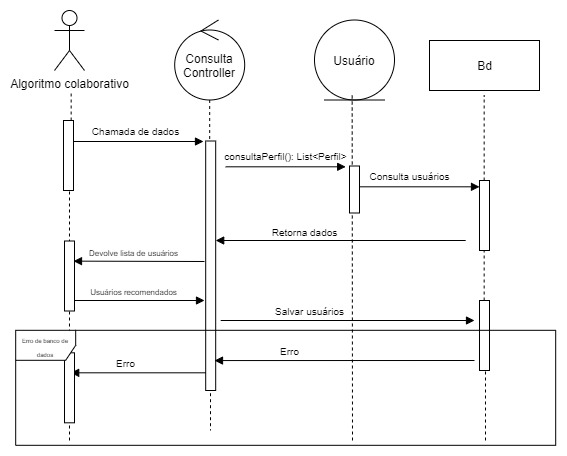 Algoritmo colaborativo
Consulta
Controller
Usuário
Bd
Chamada de dados
consultaPerfil(): List<Perfil>
Consulta usuários
Retorna dados
Devolve lista de usuários
Usuários recomendados
Salvar usuários
Erro de banco de
dados
Erro
Erro